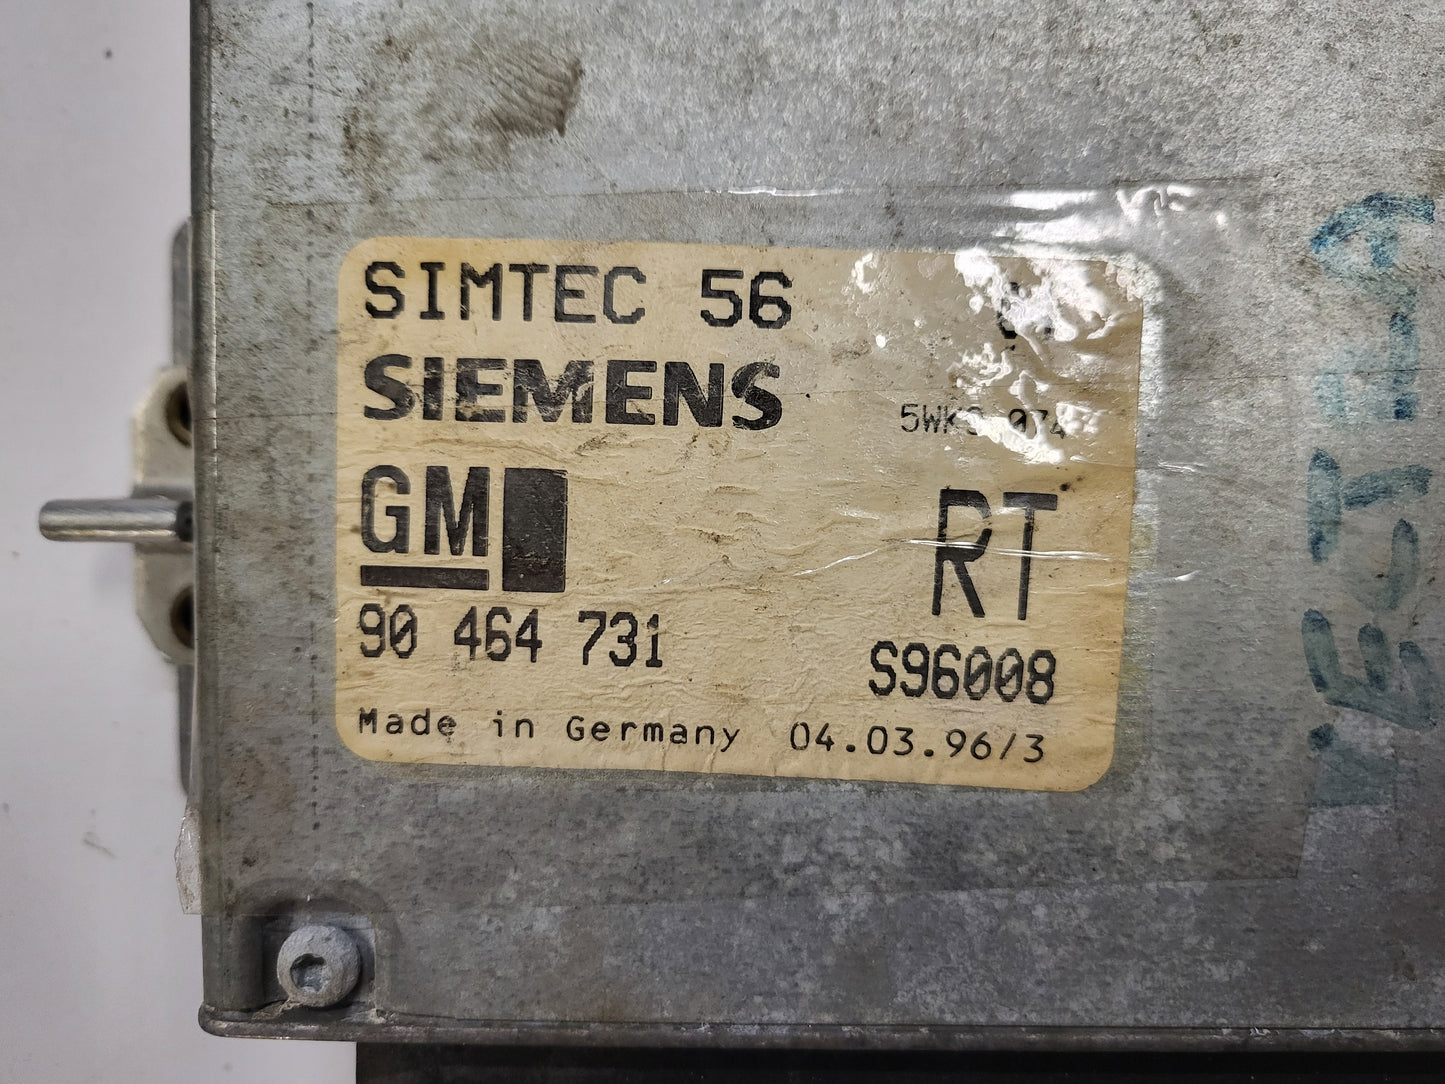 SIMTEC 56
SIEMENS
GM
RT
90 464 731
S96008
Made in Germany 04.03.96/3